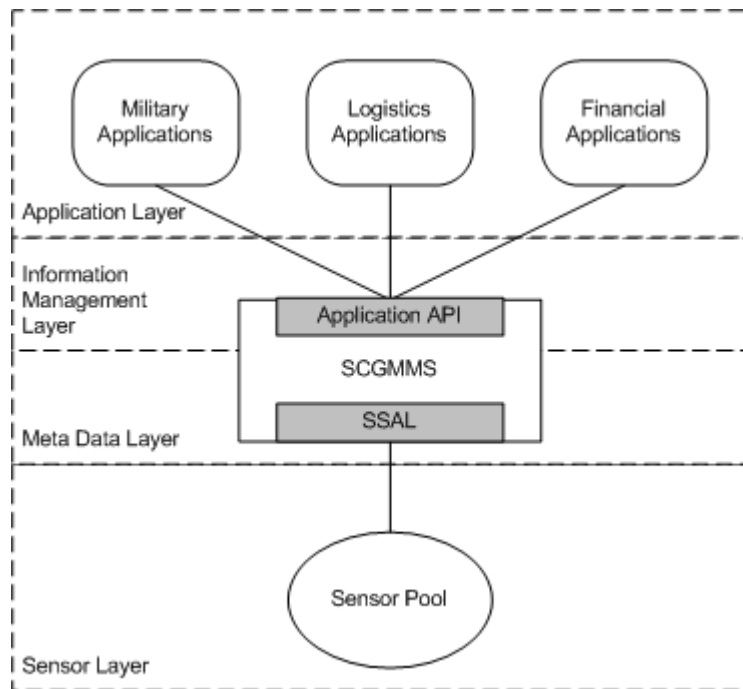 Military
Applications
Logistics
Applications
Financial
Applications
Application Layer
Information
Management
Layer
Application API
SCGMMS
SSAL
Meta Data Layer
Sensor Pool
Sensor Layer